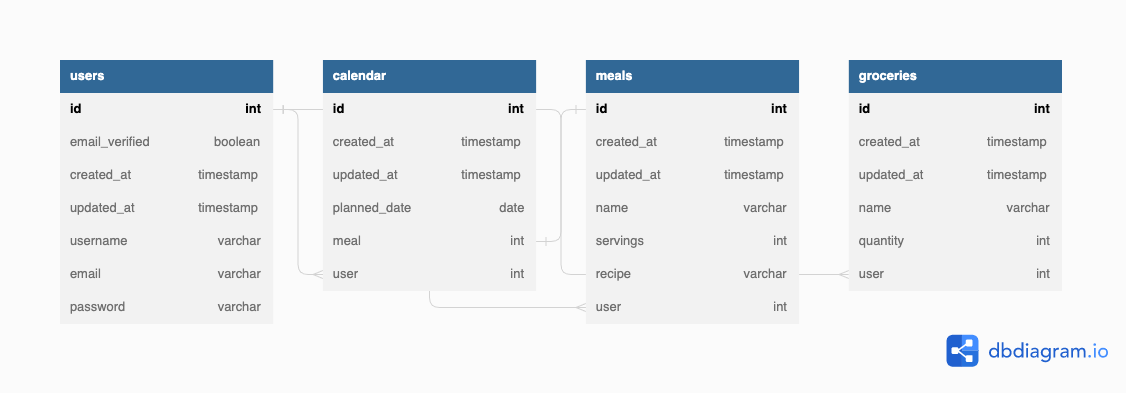 users
id int
email_verified boolean
created_at timestamp
updated_at timestamp
username varchar
email varchar
password varchar
calendar
id int
created_at timestamp
updated_at timestamp
planned_date date
meal int
user int
meals
id int
created_at timestamp
updated_at timestamp
name varchar
servings int
recipe varchar
user int
groceries
id int
created_at timestamp
updated_at timestamp
name varchar
quantity int
user int
dbdiagram.io